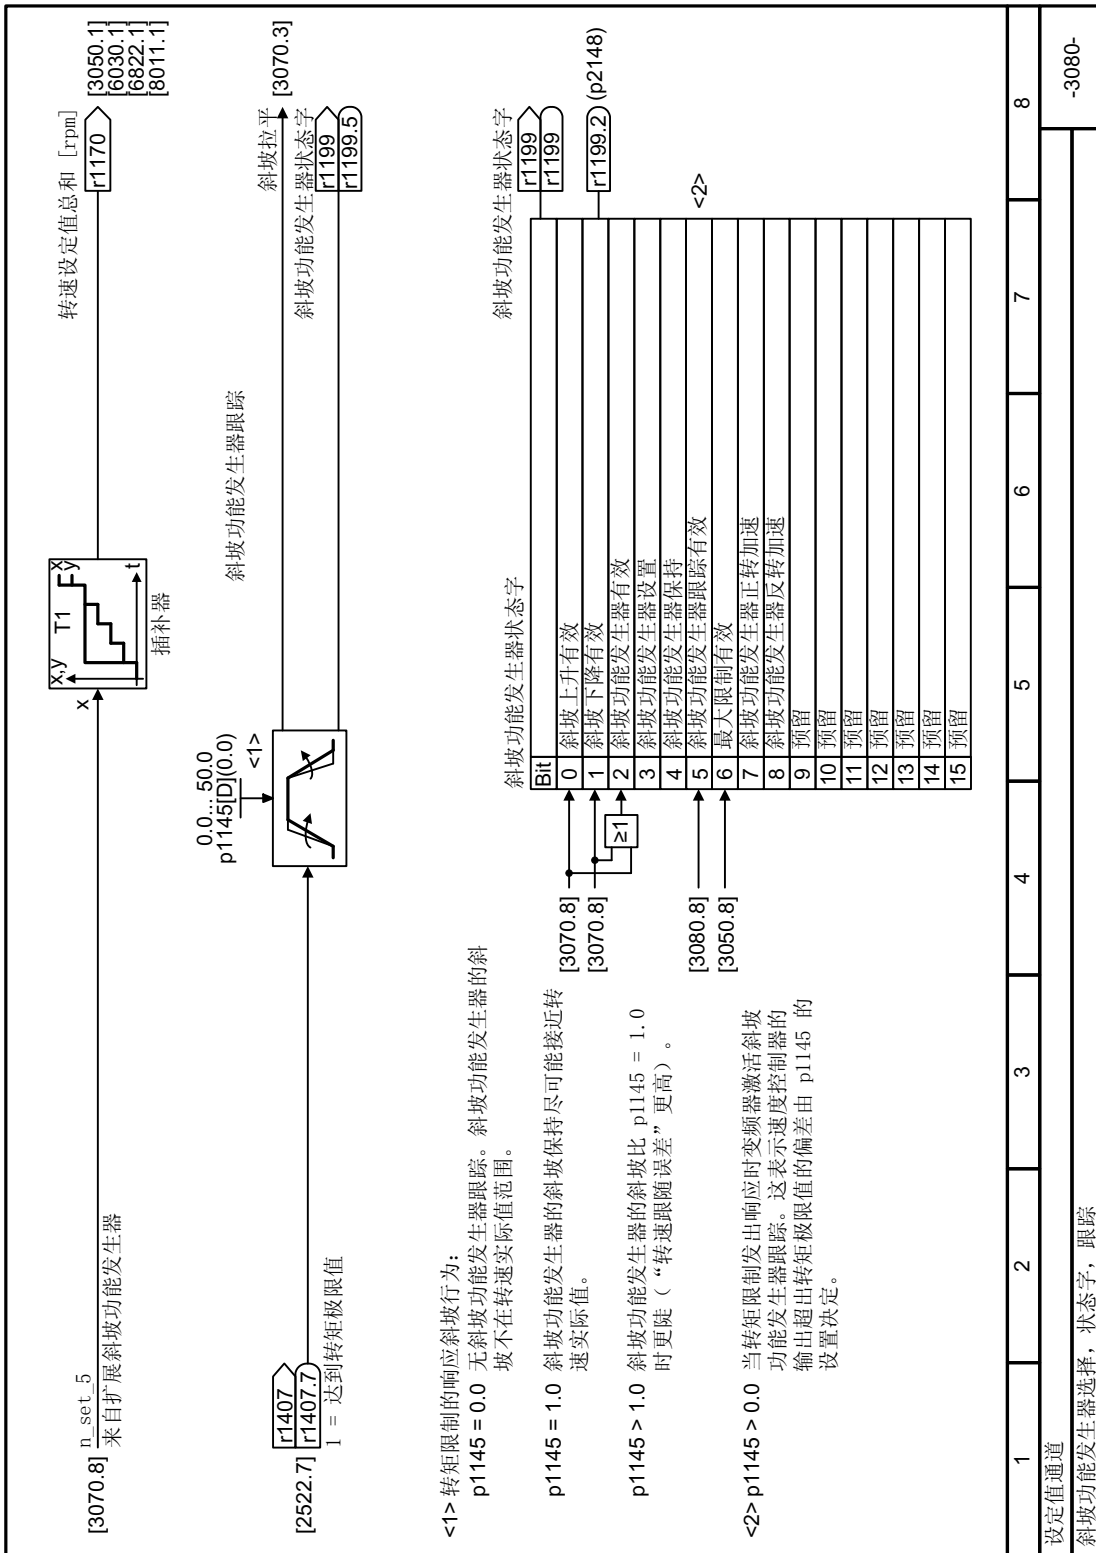 [3070.8]
n_set_5
来自扩展斜坡功能发生器
x
x,y
T1
x
y
t
插补器
转速设定值总和 [rpm]
r1170
[3050.1]
[6030.1]
[6822.1]
[8011.1]
[2522.7]
r1407
r1407.7
1 = 达到转矩极限值
0.0... 50.0
p1145[D](0.0)
<1>
斜坡功能发生器跟踪
斜坡拉平
[3070.3]
斜坡功能发生器状态字
r1199
r1199.5
<1> 转矩限制的响应斜坡行为：
p1145 = 0.0 无斜坡功能发生器跟踪。斜坡功能发生器的斜
坡不在转速实际值范围。
p1145 = 1.0 斜坡功能发生器的斜坡保持尽可能接近转
速实际值。
p1145 > 1.0 斜坡功能发生器的斜坡比 p1145 = 1.0
时更陡（“转速跟随误差”更高）。
<2> p1145 > 0.0 当转矩限制发出响应时变频器激活斜坡
功能发生器跟踪。这表示速度控制器的
输出超出转矩极限值的偏差由 p1145 的
设置决定。
斜坡功能发生器状态字
斜坡功能发生器状态字
Bit
r1199
r1199
[3070.8]
0 斜坡上升有效
[3070.8]
1 斜坡下降有效
r1199.2 (p2148)
≥1
2 斜坡功能发生器有效
3 斜坡功能发生器设置
4 斜坡功能发生器保持
[3080.8]
5 斜坡功能发生器跟踪有效
<2>
[3050.8]
6 最大限制有效
7 斜坡功能发生器正转加速
8 斜坡功能发生器反转加速
9 预留
10 预留
11 预留
12 预留
13 预留
14 预留
15 预留
1 2 3 4 5 6 7 8
设定值通道
斜坡功能发生器选择，状态字，跟踪
-3080-